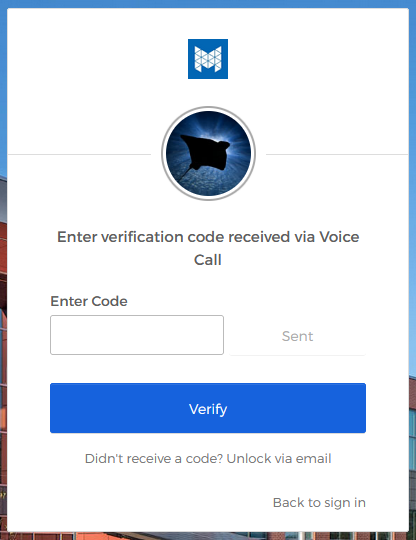 Enter verification code received via Voice
Call
Enter Code
Sent
Verify
Didn't receive a code? Unlock via email
Back to sign in